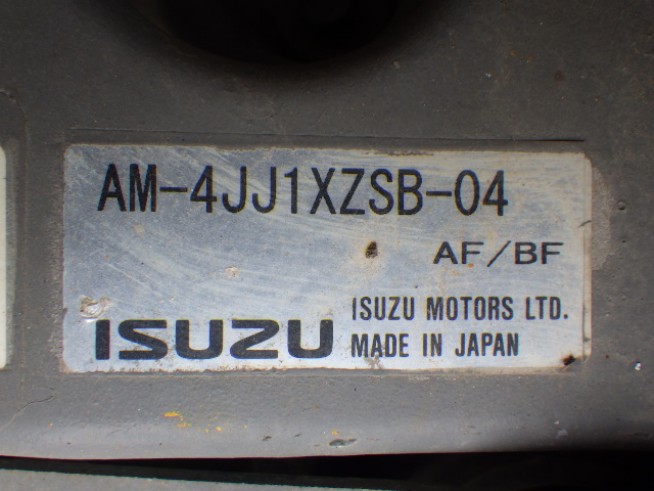 AM-4JJ1XZSB-04
AF/BF
ISUZU
ISUZU MOTORS LTD.
MADE IN JAPAN